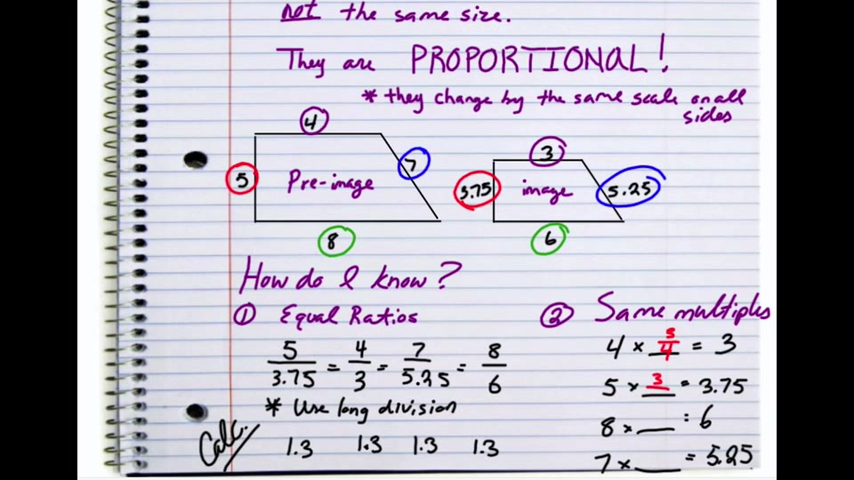 not the same size.
They are PROPORTIONAL!
* they change by the same scale on all
sides
4
5
Pre-image
7
8
3
3.75
image
5.25
6
How do I know?
① Equal Ratios
5/3.75 = 4/3 = 7/5.25 = 8/6
* Use long division
Calc.
1.3 1.3 1.3 1.3
② Same multiples
4 × 3/4 = 3
5 × 3 = 3.75
8 × __ = 6
7 × __ = 5.25